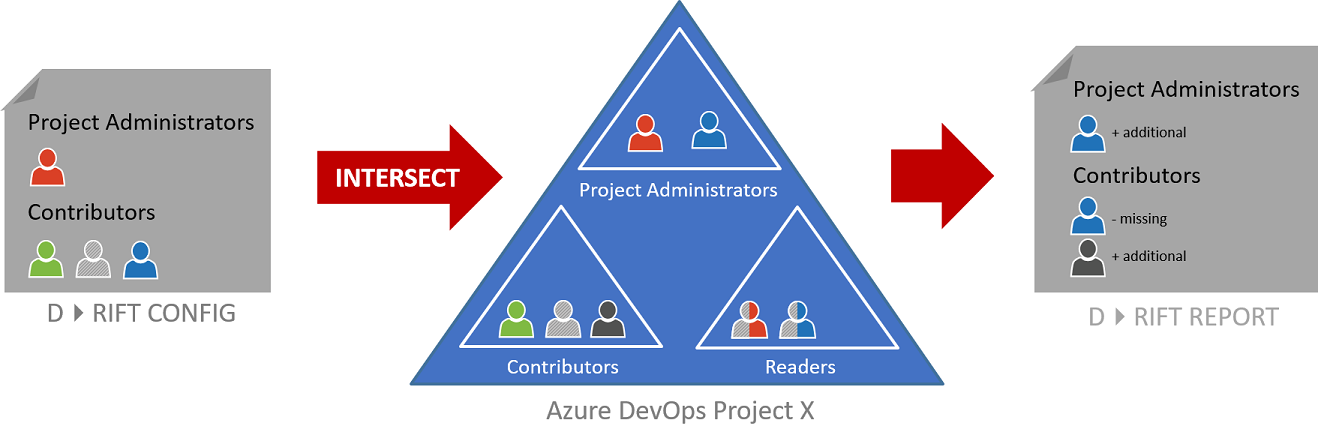 Project Administrators
Contributors
D ▸ RIFT CONFIG
INTERSECT
Project Administrators
Contributors
Readers
Azure DevOps Project X
Project Administrators
+ additional
Contributors
- missing
+ additional
D ▸ RIFT REPORT